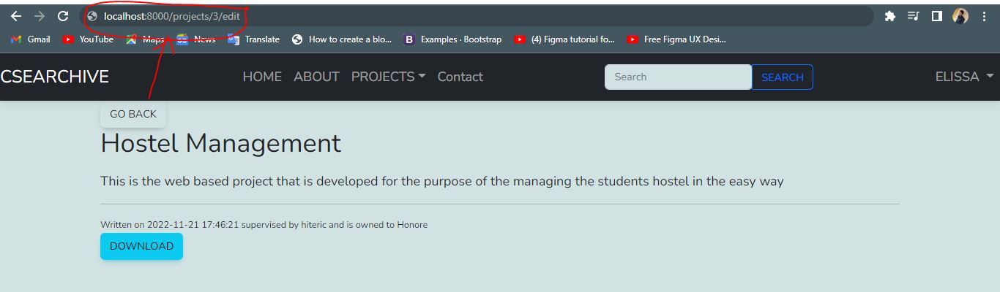 localhost:8000/projects/3/edit
Gmail YouTube Maps News Translate How to create a blo... Examples · Bootstrap (4) Figma tutorial fo... Free Figma UX Desi...
CSEARCHIVE HOME ABOUT PROJECTS Contact Search SEARCH ELISSA
GO BACK
Hostel Management
This is the web based project that is developed for the purpose of the managing the students hostel in the easy way
Written on 2022-11-21 17:46:21 supervised by hiteric and is owned to Honore
DOWNLOAD